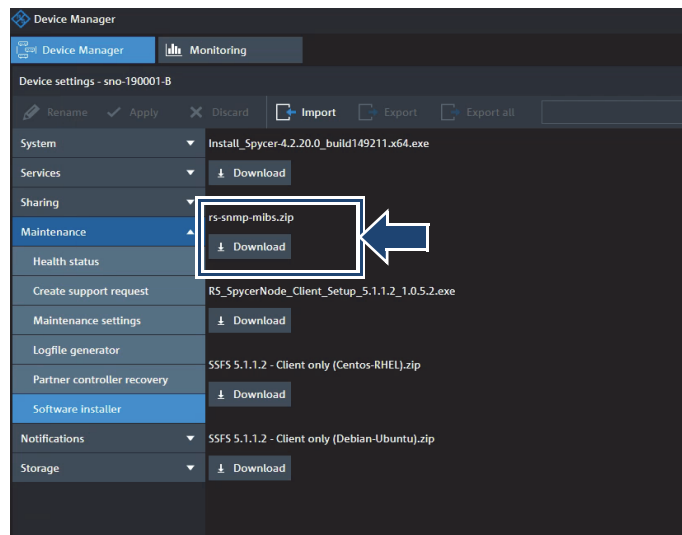 Device Manager
Device Manager Monitoring
Device settings - sno-190001-B
Rename Apply Discard Import Export Export all
System
Install_Spycer-4.2.20.0_build149211.x64.exe
Services
Download
Sharing
rs-snmp-mibs.zip
Maintenance
Download
Health status
Create support request
RS_SpycerNode_Client_Setup_5.1.1.2_1.0.5.2.exe
Maintenance settings
Download
Logfile generator
SSFS 5.1.1.2 - Client only (Centos-RHEL).zip
Partner controller recovery
Download
Software installer
Notifications
SSFS 5.1.1.2 - Client only (Debian-Ubuntu).zip
Storage
Download